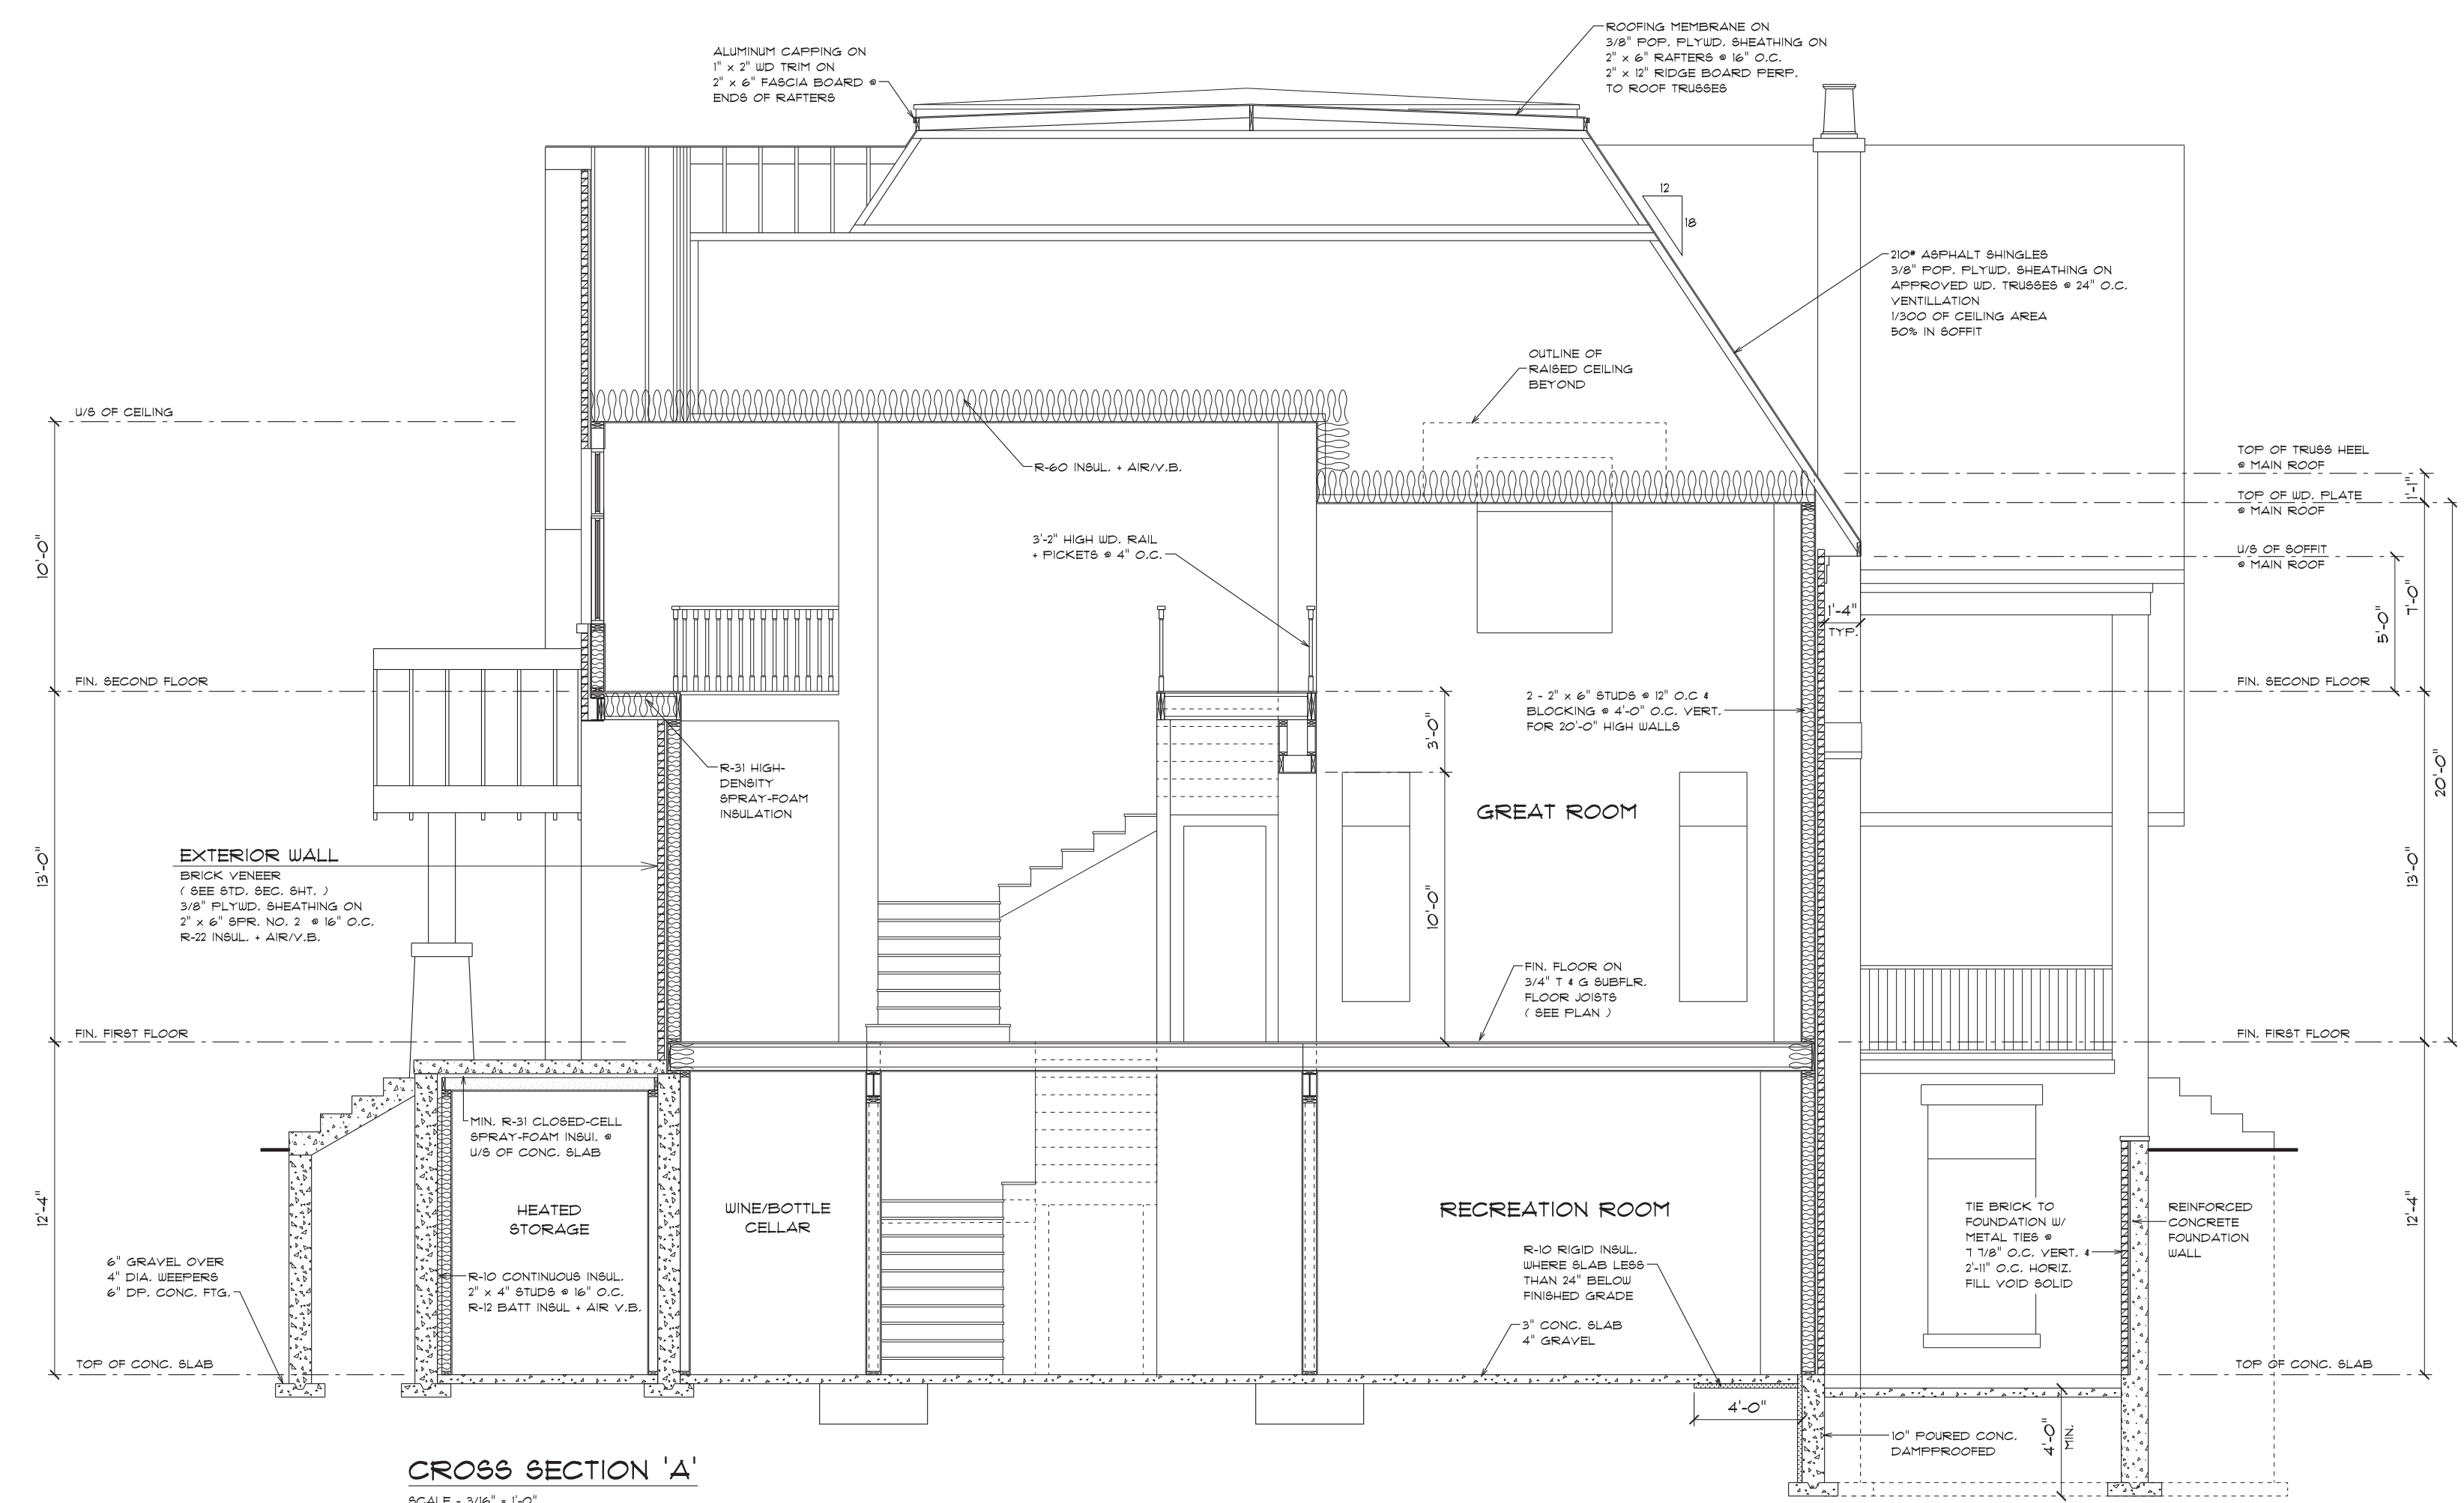 ALUMINUM CAPPING ON
1" x 2" WD TRIM ON
2" x 6" FASCIA BOARD @
ENDS OF RAFTERS
ROOFING MEMBRANE ON
3/8" POP. PLYWD. SHEATHING ON
2" x 6" RAFTERS @ 16" O.C.
2" x 12" RIDGE BOARD PERP.
TO ROOF TRUSSES
12
18
210# ASPHALT SHINGLES
3/8" POP. PLYWD. SHEATHING ON
APPROVED WD. TRUSSES @ 24" O.C.
VENTILLATION
1/300 OF CEILING AREA
50% IN SOFFIT
OUTLINE OF
RAISED CEILING
BEYOND
U/S OF CEILING
R-60 INSUL. + AIR/V.B.
TOP OF TRUSS HEEL
@ MAIN ROOF
1'-1"
TOP OF WD. PLATE
@ MAIN ROOF
U/S OF SOFFIT
@ MAIN ROOF
10'-0"
3'-2" HIGH WD. RAIL
+ PICKETS @ 4" O.C.
1'-4"
TYP.
5'-0"
7'-0"
FIN. SECOND FLOOR
FIN. SECOND FLOOR
2 - 2" x 6" STUDS @ 12" O.C &
BLOCKING @ 4'-0" O.C. VERT.
FOR 20'-0" HIGH WALLS
3'-0"
20'-0"
R-31 HIGH-
DENSITY
SPRAY-FOAM
INSULATION
GREAT ROOM
EXTERIOR WALL
BRICK VENEER
( SEE STD. SEC. SHT. )
3/8" PLYWD. SHEATHING ON
2" x 6" SPR. NO. 2 @ 16" O.C.
R-22 INSUL. + AIR/V.B.
13'-0"
13'-0"
10'-0"
FIN. FLOOR ON
3/4" T & G SUBFLR.
FLOOR JOISTS
( SEE PLAN )
FIN. FIRST FLOOR
FIN. FIRST FLOOR
MIN. R-31 CLOSED-CELL
SPRAY-FOAM INSUI. @
U/S OF CONC. SLAB
12'-4"
HEATED
STORAGE
WINE/BOTTLE
CELLAR
RECREATION ROOM
TIE BRICK TO
FOUNDATION W/
METAL TIES @
7 7/8" O.C. VERT. &
2'-11" O.C. HORIZ.
FILL VOID SOLID
REINFORCED
CONCRETE
FOUNDATION
WALL
12'-4"
6" GRAVEL OVER
4" DIA. WEEPERS
6" DP. CONC. FTG.
R-10 CONTINUOUS INSUL.
2" x 4" STUDS @ 16" O.C.
R-12 BATT INSUL + AIR V.B.
R-10 RIGID INSUL.
WHERE SLAB LESS
THAN 24" BELOW
FINISHED GRADE
3" CONC. SLAB
4" GRAVEL
TOP OF CONC. SLAB
TOP OF CONC. SLAB
4'-0"
10" POURED CONC.
DAMPPROOFED
4'-0"
MIN.
CROSS SECTION 'A'
SCALE - 3/16" = 1'-0"